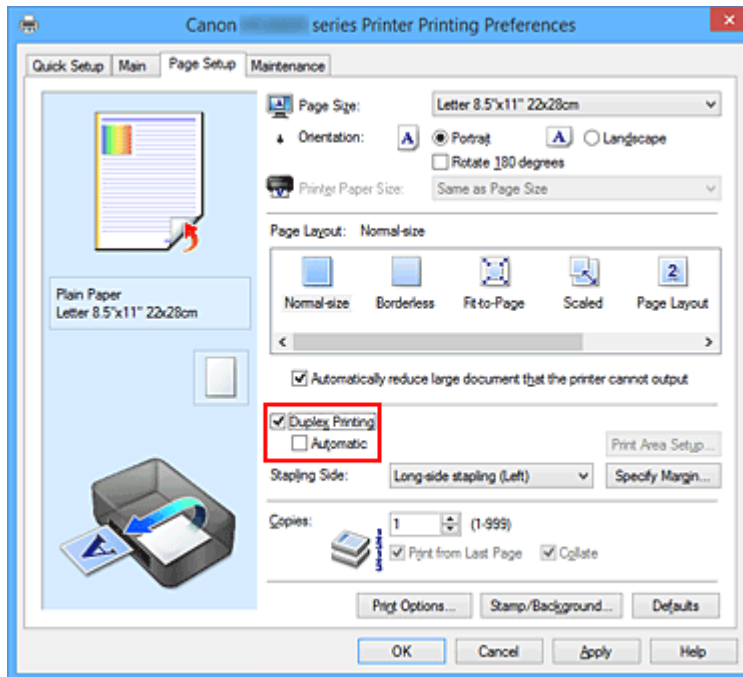 Canon series Printer Printing Preferences
Quick Setup Main Page Setup Maintenance
Page Size: Letter 8.5"x11" 22x28cm
Orientation: A Portrait A Landscape
Rotate 180 degrees
Printer Paper Size: Same as Page Size
Page Layout: Normal-size
2
Normal-size Borderless Fit-to-Page Scaled Page Layout
Plain Paper
Letter 8.5"x11" 22x28cm
Automatically reduce large document that the printer cannot output
Duplex Printing
Automatic
Print Area Setup...
Stapling Side: Long-side stapling (Left) Specify Margin...
Copies: 1 (1-999)
Print from Last Page Collate
A
Print Options... Stamp/Background... Defaults
OK Cancel Apply Help